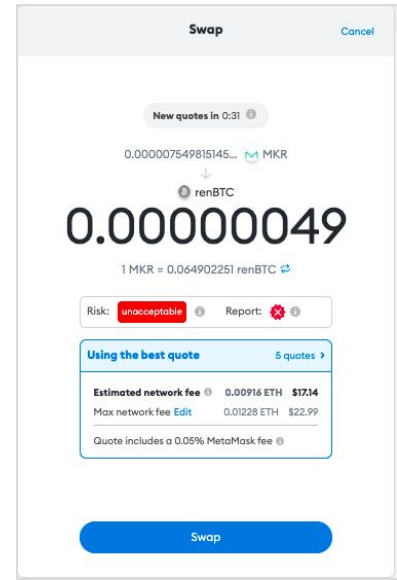 Swap
Cancel
New quotes in 0:31
0.000007549815145... MKR
↓
renBTC
0.00000049
1 MKR = 0.064902251 renBTC
Risk: unacceptable Report:
Using the best quote 5 quotes >
Estimated network fee 0.00916 ETH $17.14
Max network fee Edit 0.01228 ETH $22.99
Quote includes a 0.05% MetaMask fee
Swap